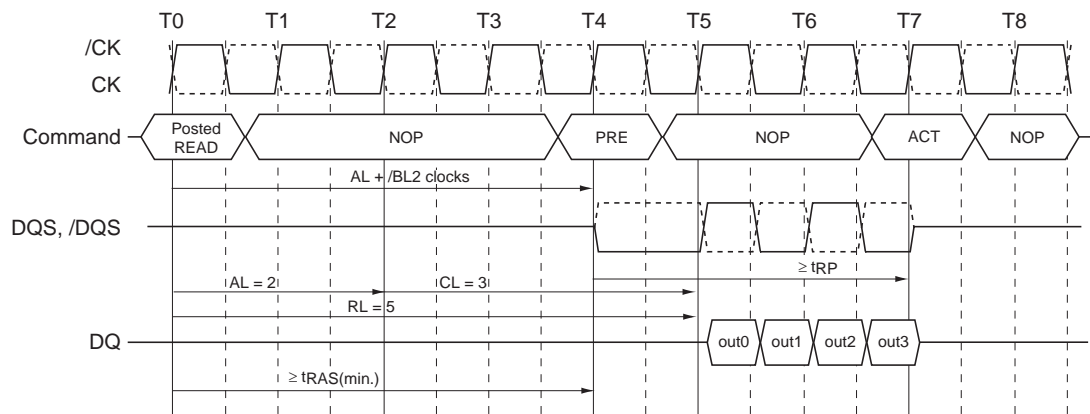 T0 T1 T2 T3 T4 T5 T6 T7 T8
/CK
CK
Command Posted READ NOP PRE NOP ACT NOP
AL + /BL2 clocks
DQS, /DQS
≥ tRP
AL = 2 CL = 3
RL = 5
DQ out0 out1 out2 out3
≥ tRAS(min.)